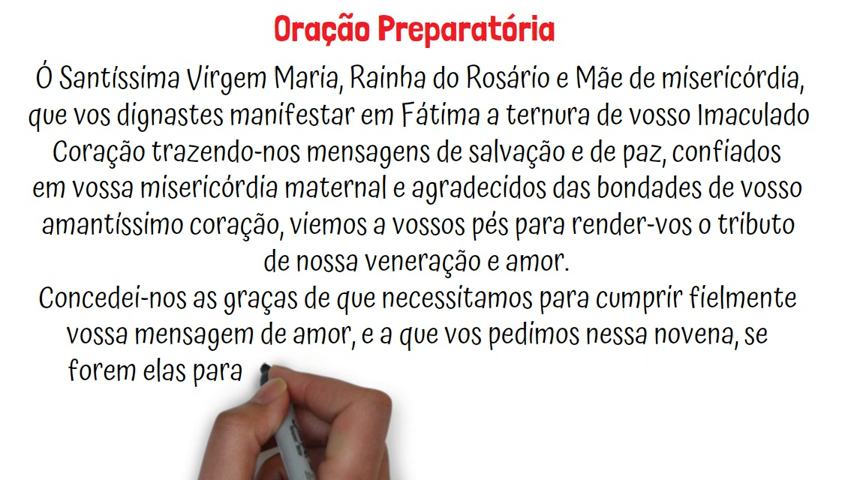 Oração Preparatória
Ó Santíssima Virgem Maria, Rainha do Rosário e Mãe de misericórdia,
que vos dignastes manifestar em Fátima a ternura de vosso Imaculado
Coração trazendo-nos mensagens de salvação e de paz, confiados
em vossa misericórdia maternal e agradecidos das bondades de vosso
amantíssimo coração, viemos a vossos pés para render-vos o tributo
de nossa veneração e amor.
Concedei-nos as graças de que necessitamos para cumprir fielmente
vossa mensagem de amor, e a que vos pedimos nessa novena, se
forem elas para